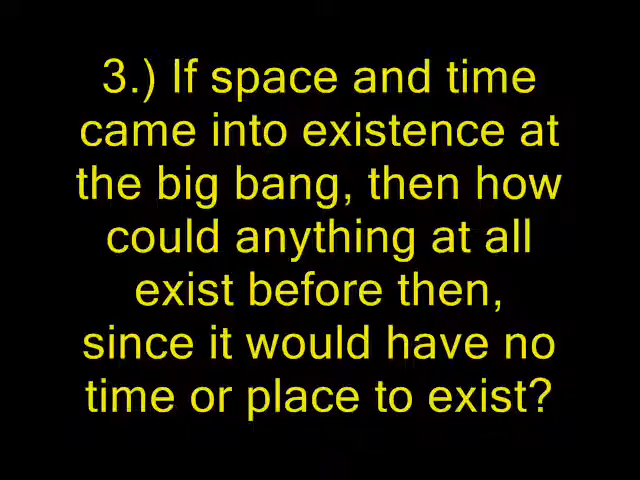 3.) If space and time
came into existence at
the big bang, then how
could anything at all
exist before then,
since it would have no
time or place to exist?